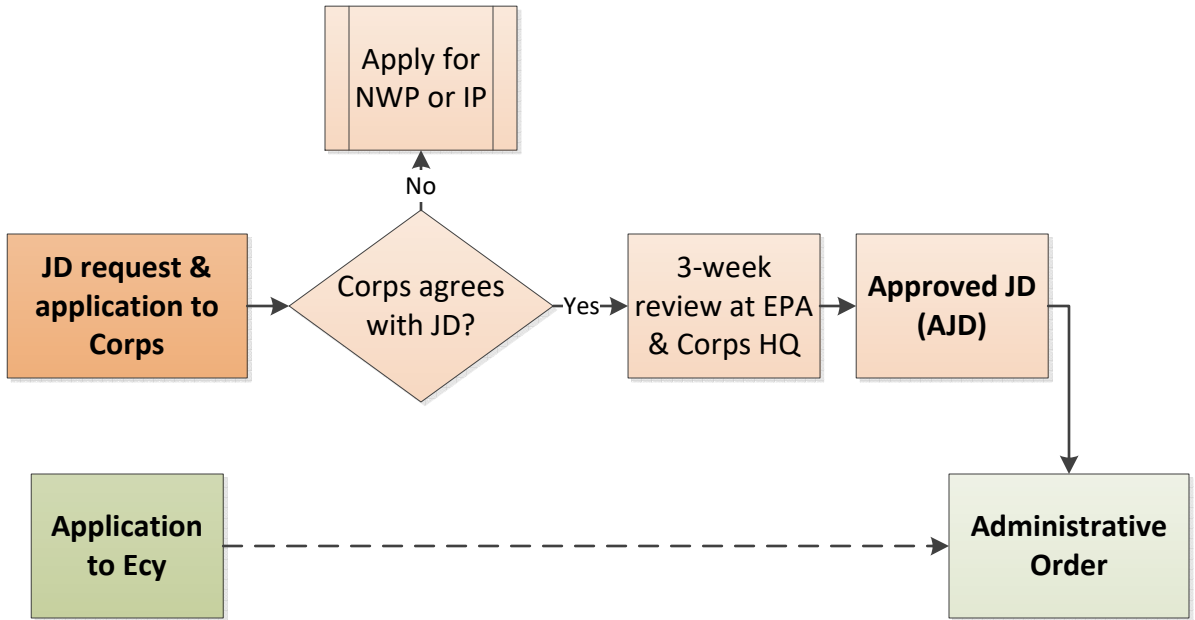 Apply for
NWP or IP
No
JD request &
application to
Corps
Corps agrees
with JD?
Yes
3-week
review at EPA
& Corps HQ
Approved JD
(AJD)
Application
to Ecy
Administrative
Order